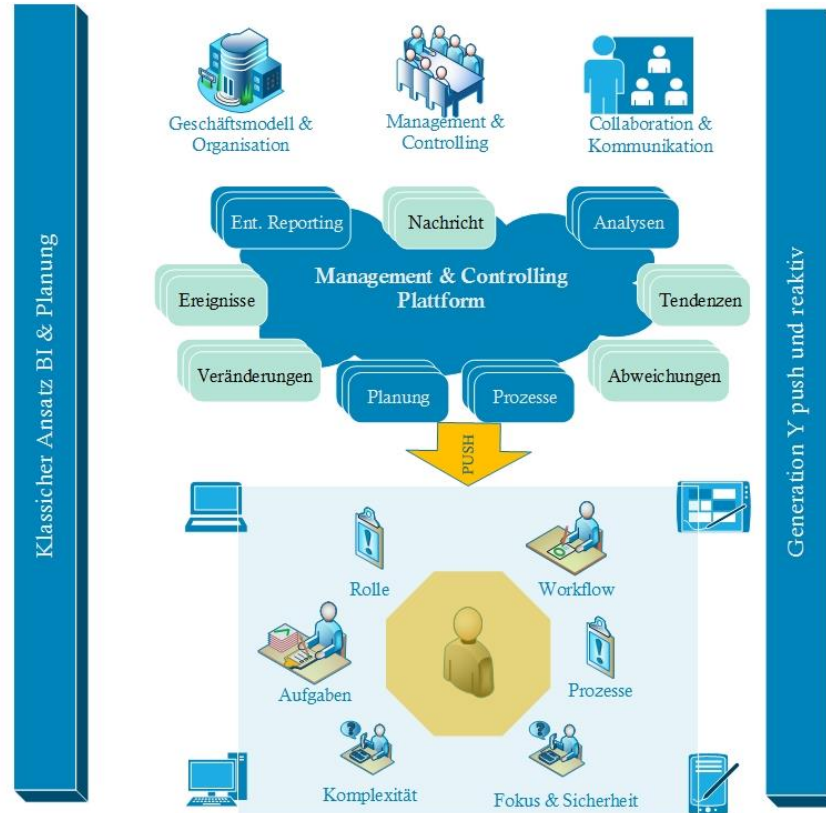 Klassicher Ansatz BI & Planung
Geschäftsmodell &
Organisation
Management &
Controlling
Collaboration &
Kommunikation
Ent. Reporting
Nachricht
Analysen
Management & Controlling
Plattform
Ereignisse
Tendenzen
Veränderungen
Planung
Prozesse
Abweichungen
PUSH
Rolle
Workflow
Aufgaben
Prozesse
Komplexität
Fokus & Sicherheit
Generation Y push und reaktiv